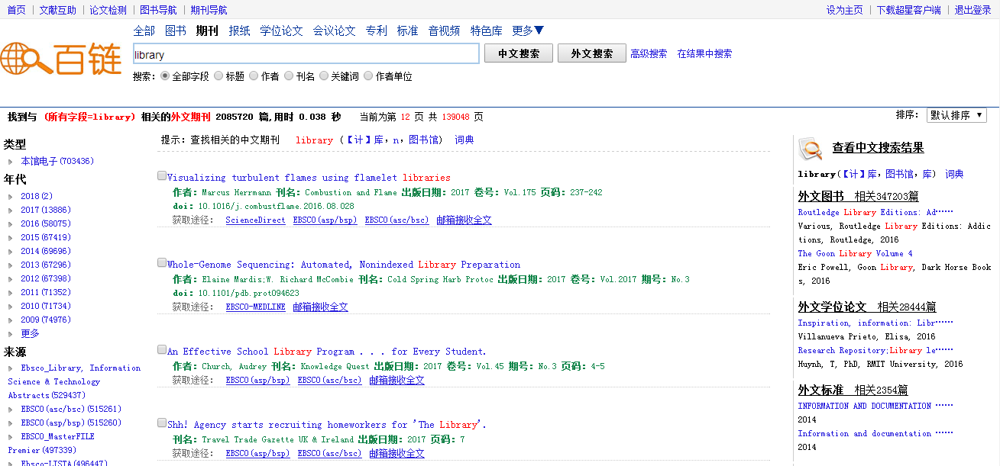 首页 | 文献互助 | 论文检测 | 图书导航 | 期刊导航
设为主页 | 下载超星客户端 | 退出登录
全部 图书 期刊 报纸 学位论文 会议论文 专利 标准 音视频 特色库 更多▼
百链
library
中文搜索 外文搜索 高级搜索 在结果中搜索
搜索: 全部字段 标题 作者 刊名 关键词 作者单位
找到与 (所有字段=library) 相关的外文期刊 2085720 篇,用时 0.038 秒 当前为第 12 页 共 139048 页
排序: 默认排序 ▼
类型
本馆电子(703436)
年代
2018(2)
2017(13886)
2016(58075)
2015(67419)
2014(69696)
2013(67296)
2012(67398)
2011(71352)
2010(71734)
2009(74976)
更多
来源
Ebsco_Library, Information
Science & Technology
Abstracts(529437)
EBSCO(asc/bsc)(515261)
EBSCO(asp/bsp)(515260)
EBSCO_MasterFILE
Premier(497339)
Ebsco-LISTA(496447)
提示: 查找相关的中文期刊 library (【计】库, n, 图书馆) 词典
Visualizing turbulent flames using flamelet libraries
作者: Marcus Herrmann 刊名: Combustion and Flame 出版日期: 2017 卷号: Vol.175 页码: 237-242
doi: 10.1016/j.combustflame.2016.08.028
获取途径: ScienceDirect EBSCO(asp/bsp) EBSCO(asc/bsc) 邮箱接收全文
Whole-Genome Sequencing: Automated, Nonindexed Library Preparation
作者: Elaine Mardis;W. Richard McCombie 刊名: Cold Spring Harb Protoc 出版日期: 2017 卷号: Vol.2017 期号: No.3
doi: 10.1101/pdb.prot094623
获取途径: EBSCO-MEDLINE 邮箱接收全文
An Effective School Library Program . . . for Every Student.
作者: Church, Audrey 刊名: Knowledge Quest 出版日期: 2017 卷号: Vol.45 期号: No.3 页码: 4-5
获取途径: EBSCO(asp/bsp) EBSCO(asc/bsc) 邮箱接收全文
Shh! Agency starts recruiting homeworkers for 'The Library'.
刊名: Travel Trade Gazette UK & Ireland 出版日期: 2017 页码: 7
获取途径: EBSCO(asp/bsp) EBSCO(asc/bsc) 邮箱接收全文
查看中文搜索结果
library(【计】库, 图书馆, 库) 词典
外文图书 相关347203篇
Routledge Library Editions: Ad······
Various, Routledge Library Editions: Addic
tions, Routledge, 2016
The Goon Library Volume 4
Eric Powell, Goon Library, Dark Horse Book
s, 2016
外文学位论文 相关28444篇
Inspiration, information: Libr······
Villanueva Prieto, Elisa, 2016
Research Repository:Library le······
Huynh, T, PhD, RMIT University, 2016
外文标准 相关2354篇
INFORMATION AND DOCUMENTATION ······
2014
Information and documentation ······
2014